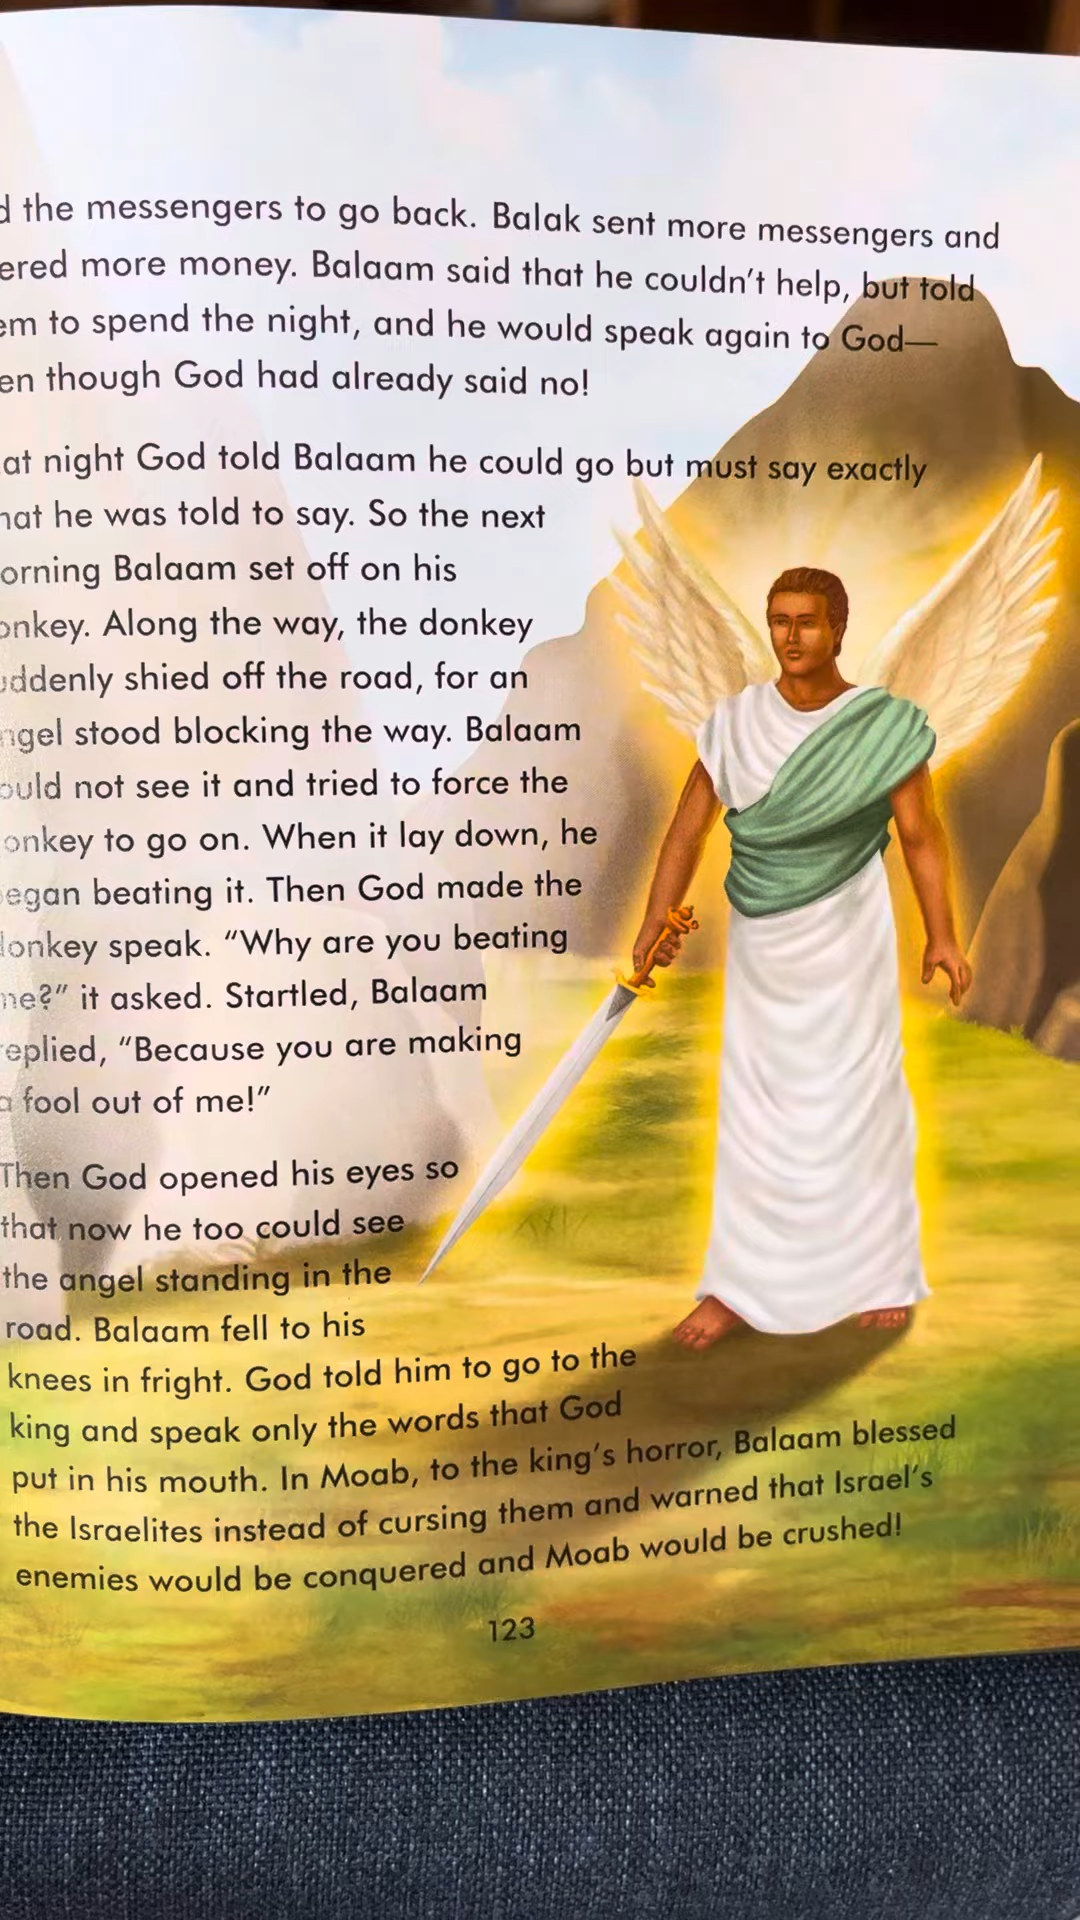 the messengers to go back. Balak sent more messengers and
ered more money. Balaam said that he couldn't help, but told
em to spend the night, and he would speak again to God—
en though God had already said no!
at night God told Balaam he could go but must say exactly
hat he was told to say. So the next
orning Balaam set off on his
onkey. Along the way, the donkey
uddenly shied off the road, for an
ngel stood blocking the way. Balaam
ould not see it and tried to force the
onkey to go on. When it lay down, he
egan beating it. Then God made the
donkey speak. “Why are you beating
me?” it asked. Startled, Balaam
replied, “Because you are making
a fool out of me!”
Then God opened his eyes so
that now he too could see
the angel standing in the
road. Balaam fell to his
knees in fright. God told him to go to the
king and speak only the words that God
put in his mouth. In Moab, to the king's horror, Balaam blessed
the Israelites instead of cursing them and warned that Israel's
enemies would be conquered and Moab would be crushed!
123